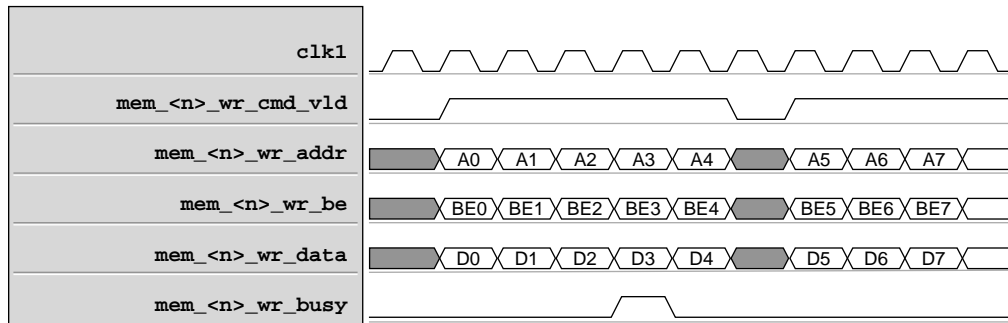 clk1
mem_<n>_wr_cmd_vld
mem_<n>_wr_addr A0 A1 A2 A3 A4 A5 A6 A7
mem_<n>_wr_be BE0 BE1 BE2 BE3 BE4 BE5 BE6 BE7
mem_<n>_wr_data D0 D1 D2 D3 D4 D5 D6 D7
mem_<n>_wr_busy